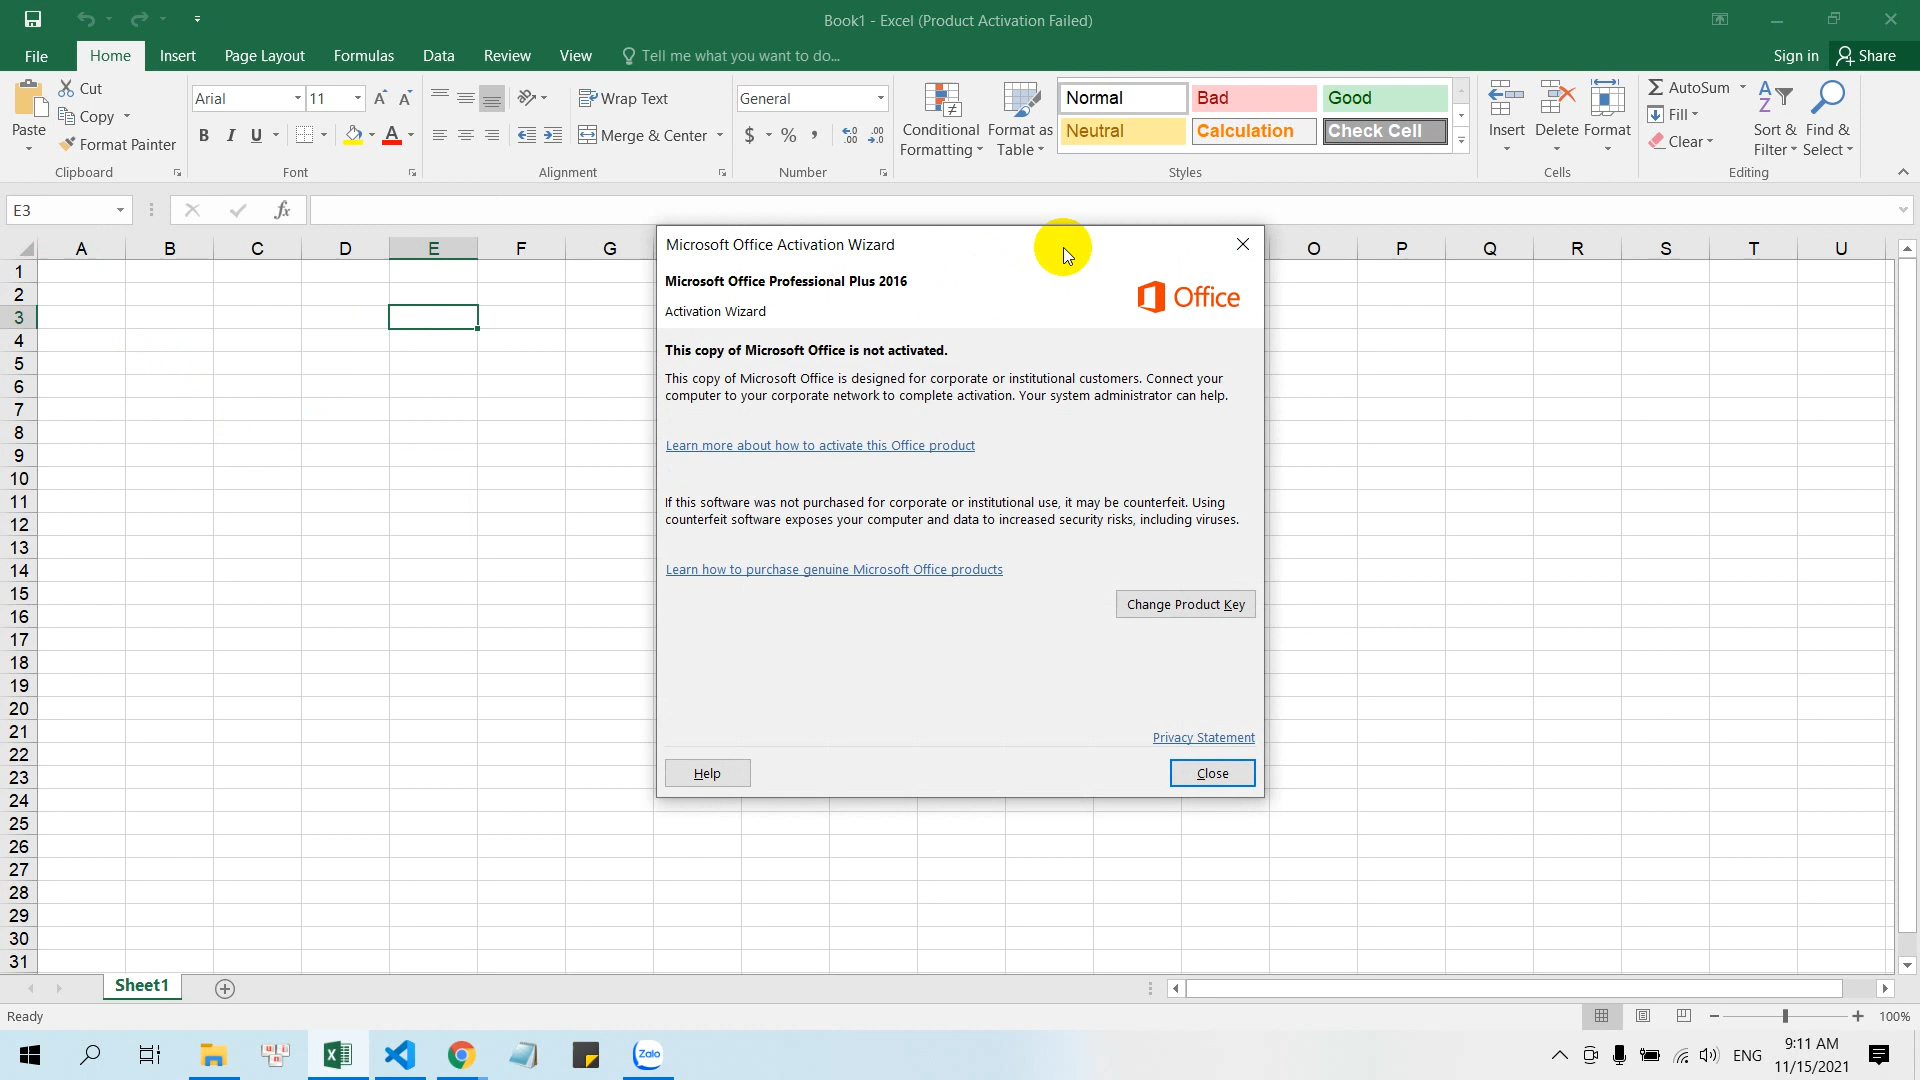 Book1 - Excel (Product Activation Failed)
File Home Insert Page Layout Formulas Data Review View Tell me what you want to do... Sign in Share
Paste
Cut
Copy
Format Painter
Clipboard
Arial 11
B I U
Font
Wrap Text
Merge & Center
Alignment
General
$ % ,
Number
Conditional Formatting
Format as Table
Normal Bad Good
Neutral Calculation Check Cell
Styles
Insert Delete Format
Cells
AutoSum
Fill
Clear
Sort & Filter
Find & Select
Editing
E3 fx
A B C D E F G O P Q R S T U
1
2
3
4
5
6
7
8
9
10
11
12
13
14
15
16
17
18
19
20
21
22
23
24
25
26
27
28
29
30
31
Microsoft Office Activation Wizard
Microsoft Office Professional Plus 2016
Activation Wizard
Office
This copy of Microsoft Office is not activated.
This copy of Microsoft Office is designed for corporate or institutional customers. Connect your
computer to your corporate network to complete activation. Your system administrator can help.
Learn more about how to activate this Office product
If this software was not purchased for corporate or institutional use, it may be counterfeit. Using
counterfeit software exposes your computer and data to increased security risks, including viruses.
Learn how to purchase genuine Microsoft Office products
Change Product Key
Privacy Statement
Help Close
Sheet1
Ready 100%
Zalo ENG 9:11 AM
11/15/2021